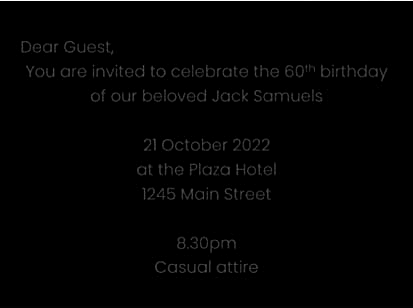 Dear Guest,
You are invited to celebrate the 60th birthday
of our beloved Jack Samuels
21 October 2022
at the Plaza Hotel
1245 Main Street
8.30pm
Casual attire